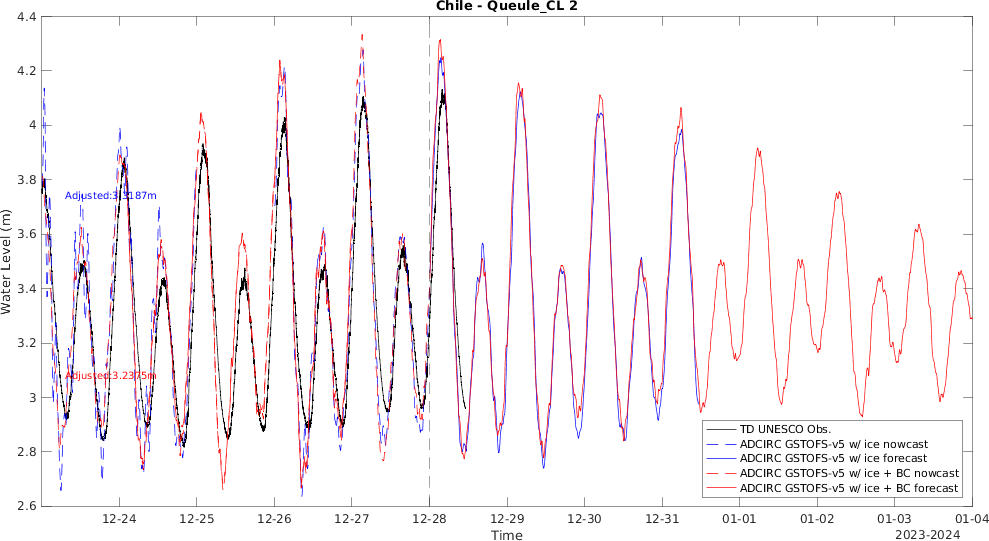 Chile - Queule_CL 2
Water Level (m)
4.4
4.2
4
3.8
3.6
3.4
3.2
3
2.8
2.6
Adjusted:3.3187m
Adjusted:3.2375m
TD UNESCO Obs.
ADCIRC GSTOFS-v5 w/ ice nowcast
ADCIRC GSTOFS-v5 w/ ice forecast
ADCIRC GSTOFS-v5 w/ ice + BC nowcast
ADCIRC GSTOFS-v5 w/ ice + BC forecast
12-24 12-25 12-26 12-27 12-28 12-29 12-30 12-31 01-01 01-02 01-03 01-04
Time
2023-2024